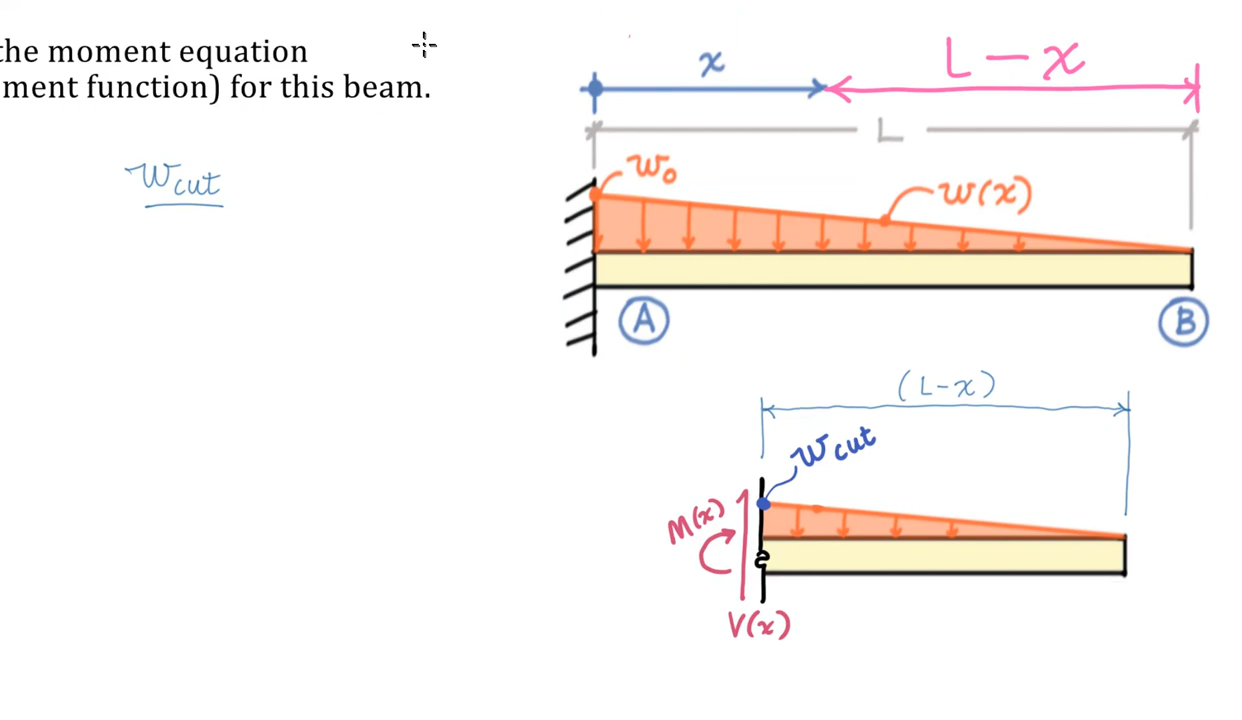 the moment equation
ment function) for this beam.
w_cut
x
L - x
L
w₀
w(x)
A
B
(L-x)
w_cut
M(x)
V(x)